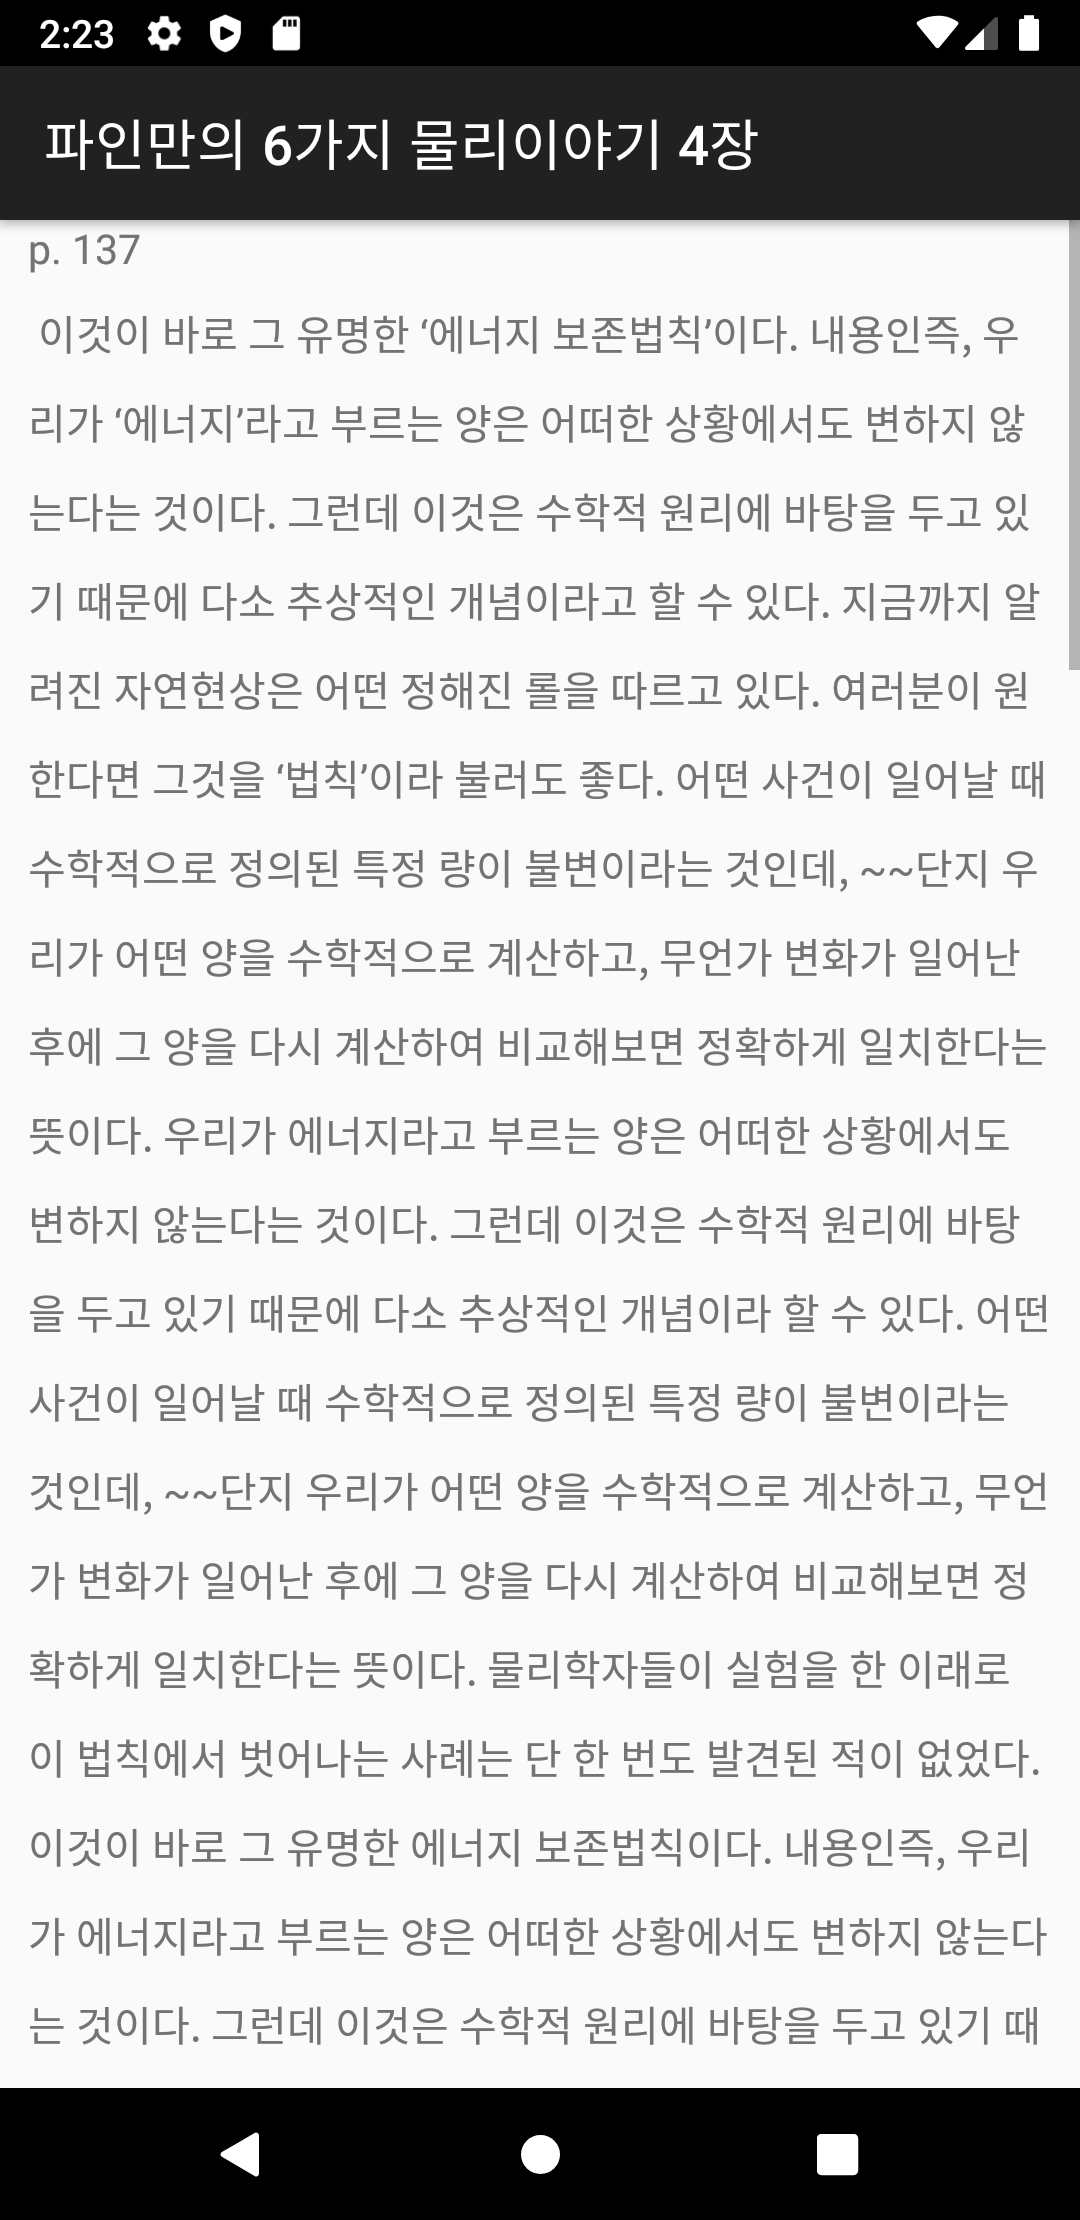 2:23
파인만의 6가지 물리이야기 4장
p. 137
이것이 바로 그 유명한 ‘에너지 보존법칙’이다. 내용인즉, 우
리가 ‘에너지’라고 부르는 양은 어떠한 상황에서도 변하지 않
는다는 것이다. 그런데 이것은 수학적 원리에 바탕을 두고 있
기 때문에 다소 추상적인 개념이라고 할 수 있다. 지금까지 알
려진 자연현상은 어떤 정해진 롤을 따르고 있다. 여러분이 원
한다면 그것을 ‘법칙’이라 불러도 좋다. 어떤 사건이 일어날 때
수학적으로 정의된 특정 량이 불변이라는 것인데, ~~단지 우
리가 어떤 양을 수학적으로 계산하고, 무언가 변화가 일어난
후에 그 양을 다시 계산하여 비교해보면 정확하게 일치한다는
뜻이다. 우리가 에너지라고 부르는 양은 어떠한 상황에서도
변하지 않는다는 것이다. 그런데 이것은 수학적 원리에 바탕
을 두고 있기 때문에 다소 추상적인 개념이라 할 수 있다. 어떤
사건이 일어날 때 수학적으로 정의된 특정 량이 불변이라는
것인데, ~~단지 우리가 어떤 양을 수학적으로 계산하고, 무언
가 변화가 일어난 후에 그 양을 다시 계산하여 비교해보면 정
확하게 일치한다는 뜻이다. 물리학자들이 실험을 한 이래로
이 법칙에서 벗어나는 사례는 단 한 번도 발견된 적이 없었다.
이것이 바로 그 유명한 에너지 보존법칙이다. 내용인즉, 우리
가 에너지라고 부르는 양은 어떠한 상황에서도 변하지 않는다
는 것이다. 그런데 이것은 수학적 원리에 바탕을 두고 있기 때